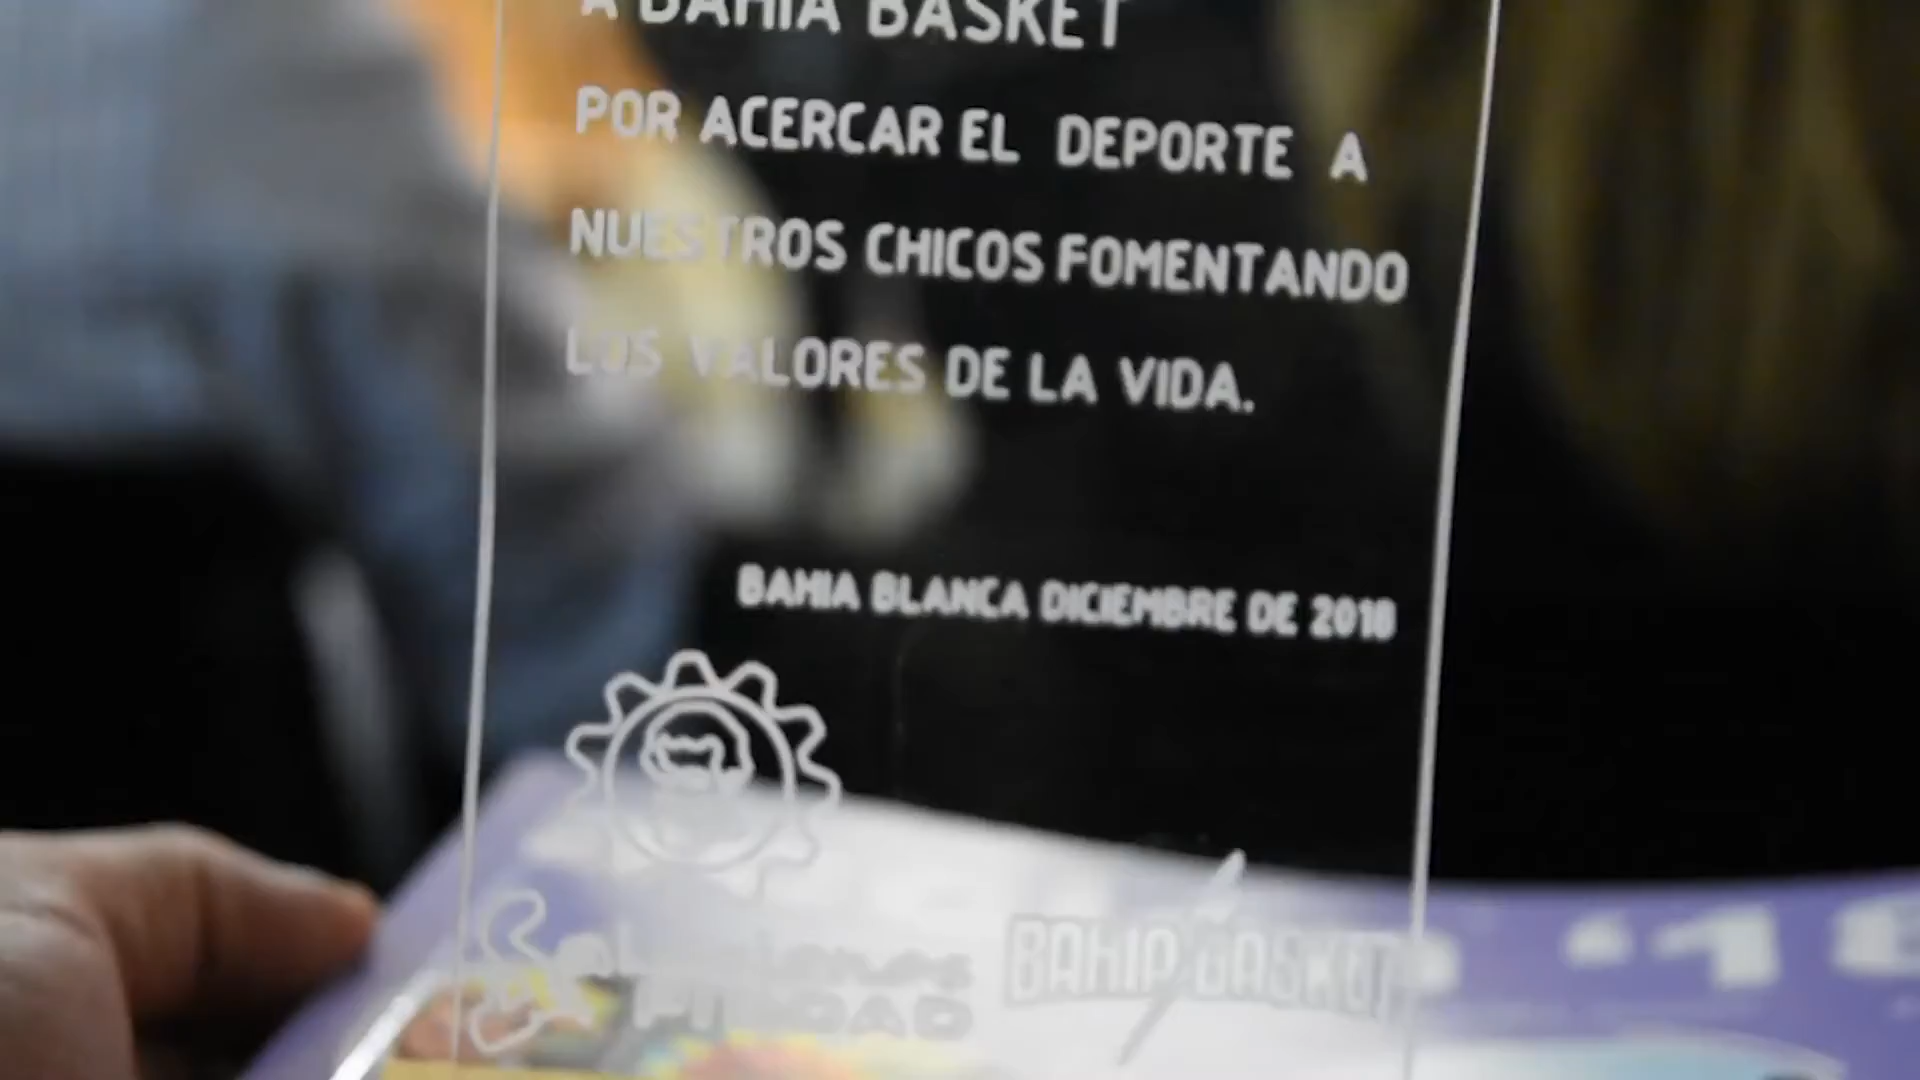 A BAHIA BASKET
POR ACERCAR EL DEPORTE A
NUESTROS CHICOS FOMENTANDO
LOS VALORES DE LA VIDA.
BAHIA BLANCA DICIEMBRE DE 2018
BAHIA BASKET